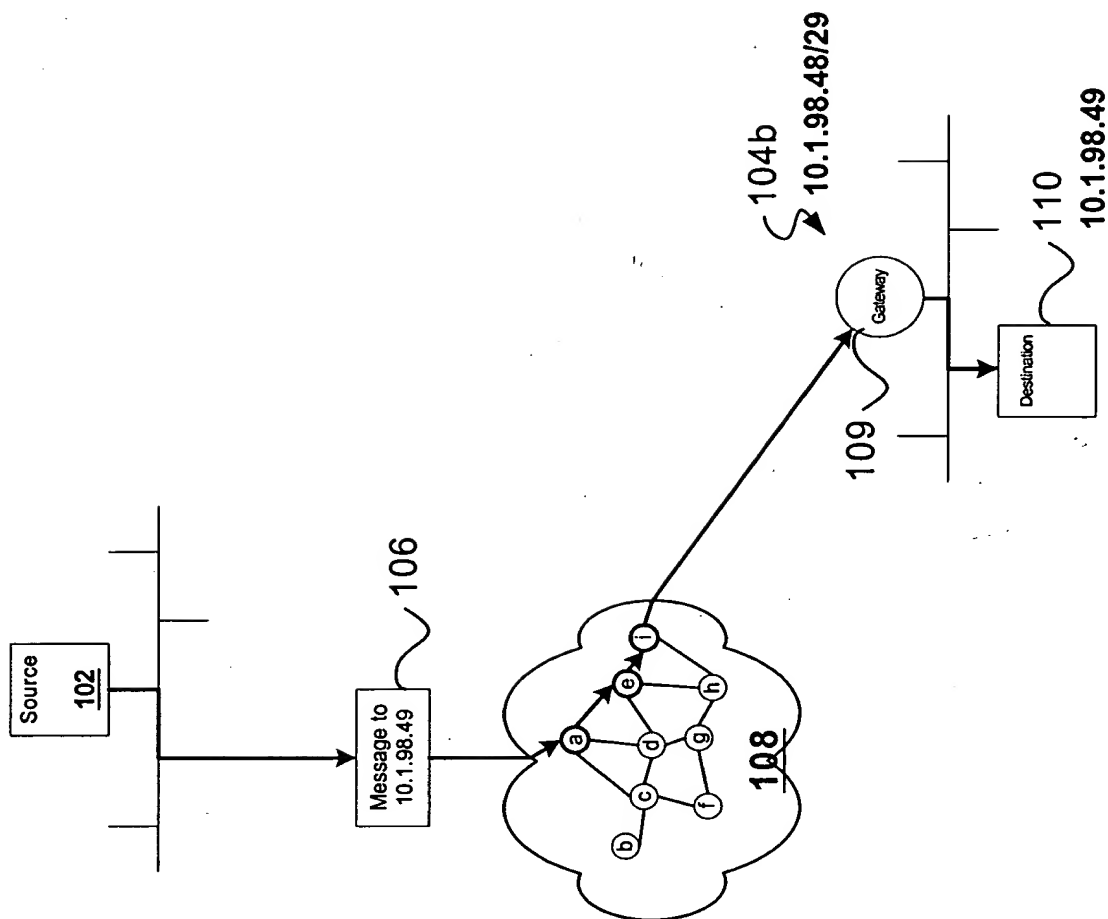 Source
102
Message to
10.1.98.49
106
a
e
i
b
c
d
f
g
h
108
104b
10.1.98.48/29
Gateway
109
Destination
110
10.1.98.49